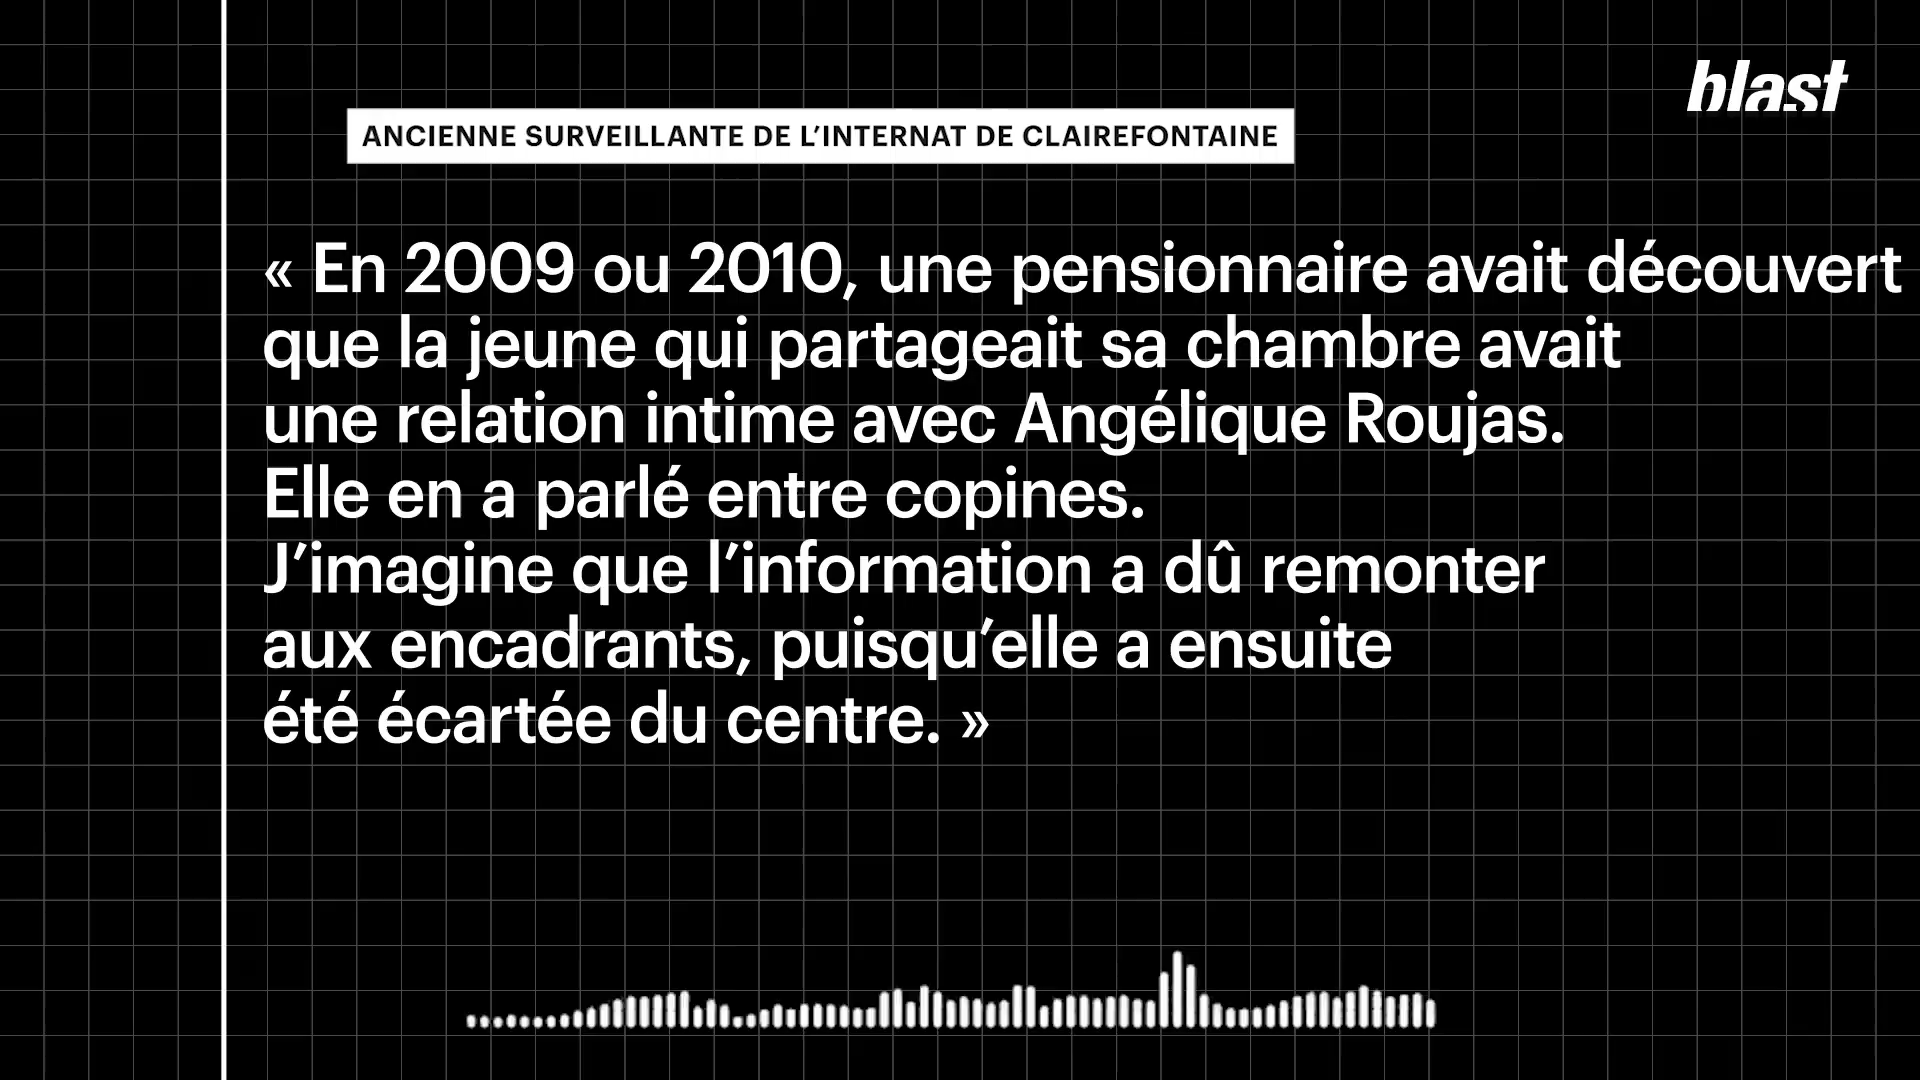 blast
ANCIENNE SURVEILLANTE DE L’INTERNAT DE CLAIREFONTAINE
« En 2009 ou 2010, une pensionnaire avait découvert
que la jeune qui partageait sa chambre avait
une relation intime avec Angélique Roujas.
Elle en a parlé entre copines.
J’imagine que l’information a dû remonter
aux encadrants, puisqu’elle a ensuite
été écartée du centre. »